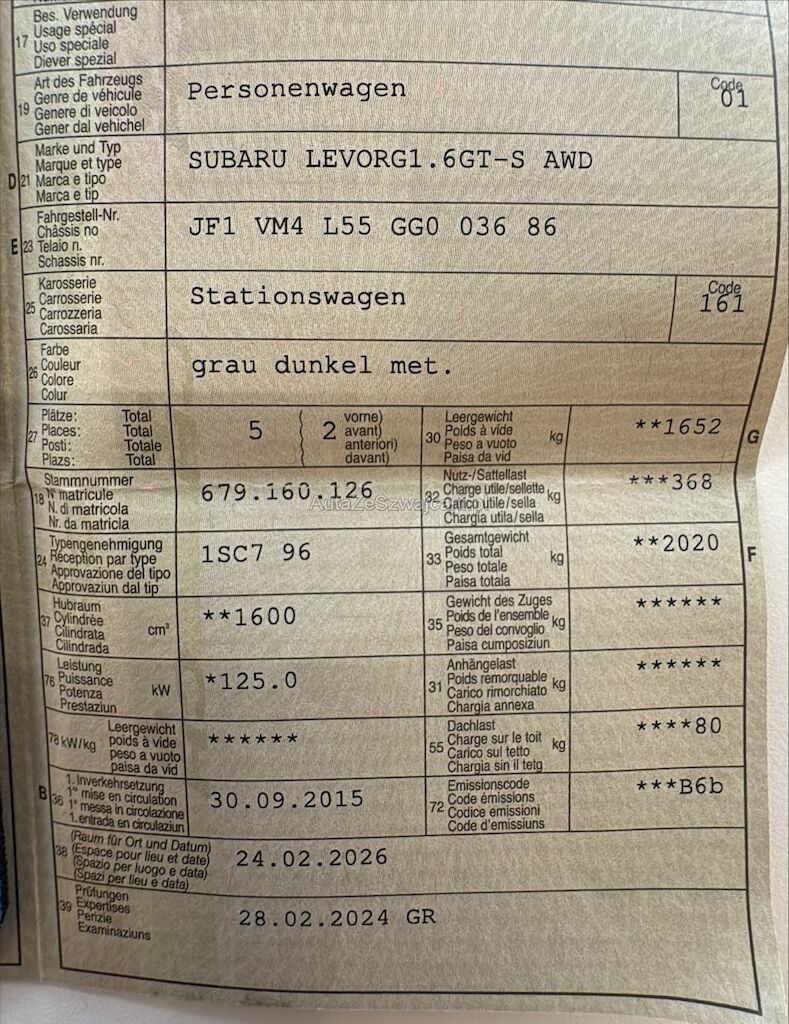 17 Bes. Verwendung
Usage spécial
Uso speciale
Diever spezial
19 Art des Fahrzeugs
Genre de véhicule
Genere di veicolo
Gener dal vehichel
Personenwagen
Code
01
D 21 Marke und Typ
Marque et type
Marca e tipo
Marca e tip
SUBARU LEVORG1.6GT-S AWD
E 23 Fahrgestell-Nr.
Châssis no
Telaio n.
Schassis nr.
JF1 VM4 L55 GG0 036 86
25 Karosserie
Carrosserie
Carrozzeria
Carossaria
Stationswagen
Code
161
26 Farbe
Couleur
Colore
Colur
grau dunkel met.
27 Plätze: Total
Places: Total
Posti: Totale
Plazs: Total
5 ( 2 vorne)
avant)
anteriori)
davant)
30 Leergewicht
Poids à vide
Peso a vuoto
Paisa da vid
kg
**1652
G
18 Stammnummer
N° matricule
N. di matricola
Nr. da matricla
679.160.126
32 Nutz-/Sattellast
Charge utile/sellette
Carico utile/sella
Chargia utila/sella
kg
***368
24 Typengenehmigung
Réception par type
Approvazione del tipo
Approvaziun dal tip
1SC7 96
33 Gesamtgewicht
Poids total
Peso totale
Paisa totala
kg
**2020
F
37 Hubraum
Cylindrée
Cilindrata
Cilindrada
cm³
**1600
35 Gewicht des Zuges
Poids de l'ensemble
Peso del convoglio
Paisa cumposiziun
kg
******
76 Leistung
Puissance
Potenza
Prestaziun
kW
*125.0
31 Anhängelast
Poids remorquable
Carico rimorchiato
Chargia annexa
kg
******
78 kW/kg Leergewicht
poids à vide
peso a vuoto
paisa da vid
******
55 Dachlast
Charge sur le toit
Carico sul tetto
Chargia sin il tetg
kg
****80
B 36 1. Inverkehrsetzung
1re mise en circulation
1a messa in circolazione
1. entrada en circulaziun
30.09.2015
72 Emissionscode
Code émissions
Codice emissioni
Code d'emissiuns
***B6b
38 (Raum für Ort und Datum)
(Espace pour lieu et date)
(Spazio per luogo e data)
(Spazi per lieu e data)
24.02.2026
39 Prüfungen
Expertises
Perizie
Examinaziuns
28.02.2024 GR